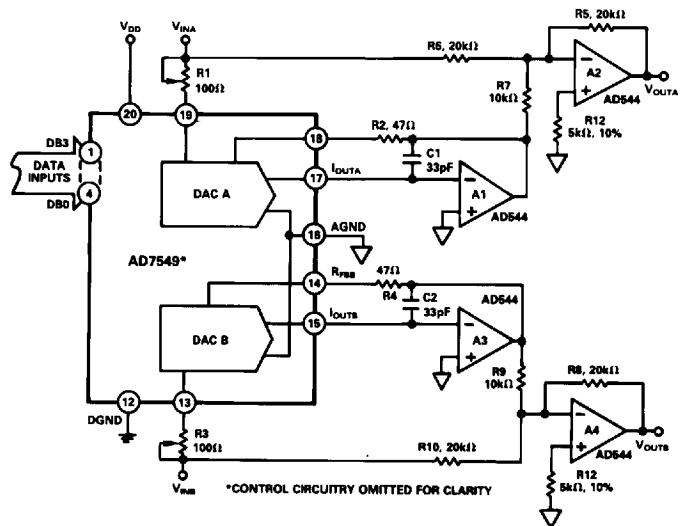 VDD
VINA
R5, 20kΩ
R6, 20kΩ
R1
100Ω
R7
10kΩ
A2
AD544
VOUTA
R12
5kΩ, 10%
20
19
18
R2, 47Ω
DB3
1
DATA
INPUTS
4
DB0
DAC A
IOUTA
17
C1
33pF
A1
AD544
18
AGND
AD7549*
RFBB
14
47Ω
R4
C2
33pF
AD544
IOUTB
15
DAC B
A3
R9
10kΩ
R8, 20kΩ
12
DGND
13
R3
100Ω
R10, 20kΩ
A4
AD544
VOUTB
R12
5kΩ, 10%
VINB
*CONTROL CIRCUITRY OMITTED FOR CLARITY